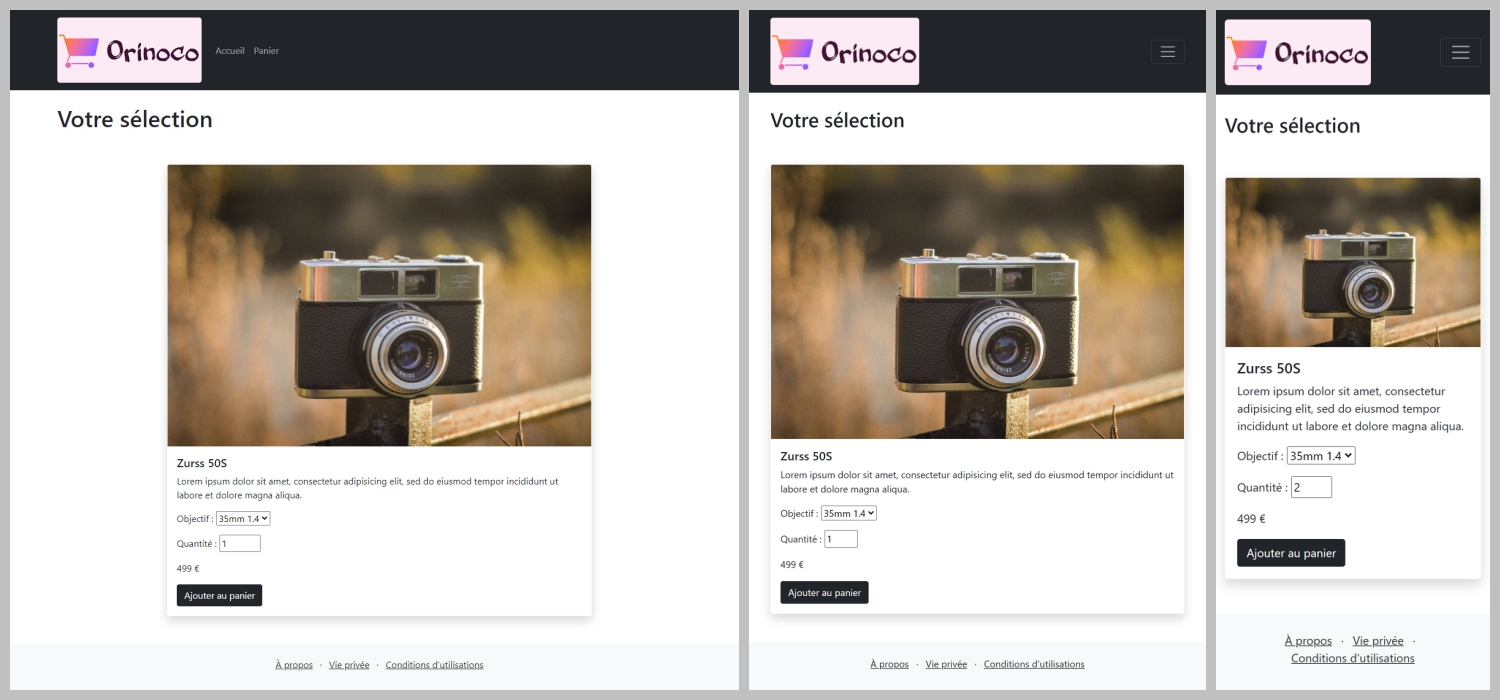 Orinoco
Accueil Panier
Votre sélection
Zurss 50S
Lorem ipsum dolor sit amet, consectetur adipisicing elit, sed do eiusmod tempor incididunt ut
labore et dolore magna aliqua.
Objectif : 35mm 1.4
Quantité : 1
499 €
Ajouter au panier
À propos · Vie privée · Conditions d'utilisations
Orinoco
Votre sélection
Zurss 50S
Lorem ipsum dolor sit amet, consectetur adipisicing elit, sed do eiusmod tempor incididunt ut
labore et dolore magna aliqua.
Objectif : 35mm 1.4
Quantité : 1
499 €
Ajouter au panier
À propos · Vie privée · Conditions d'utilisations
Orinoco
Votre sélection
Zurss 50S
Lorem ipsum dolor sit amet, consectetur
adipisicing elit, sed do eiusmod tempor
incididunt ut labore et dolore magna aliqua.
Objectif : 35mm 1.4
Quantité : 2
499 €
Ajouter au panier
À propos · Vie privée ·
Conditions d'utilisations